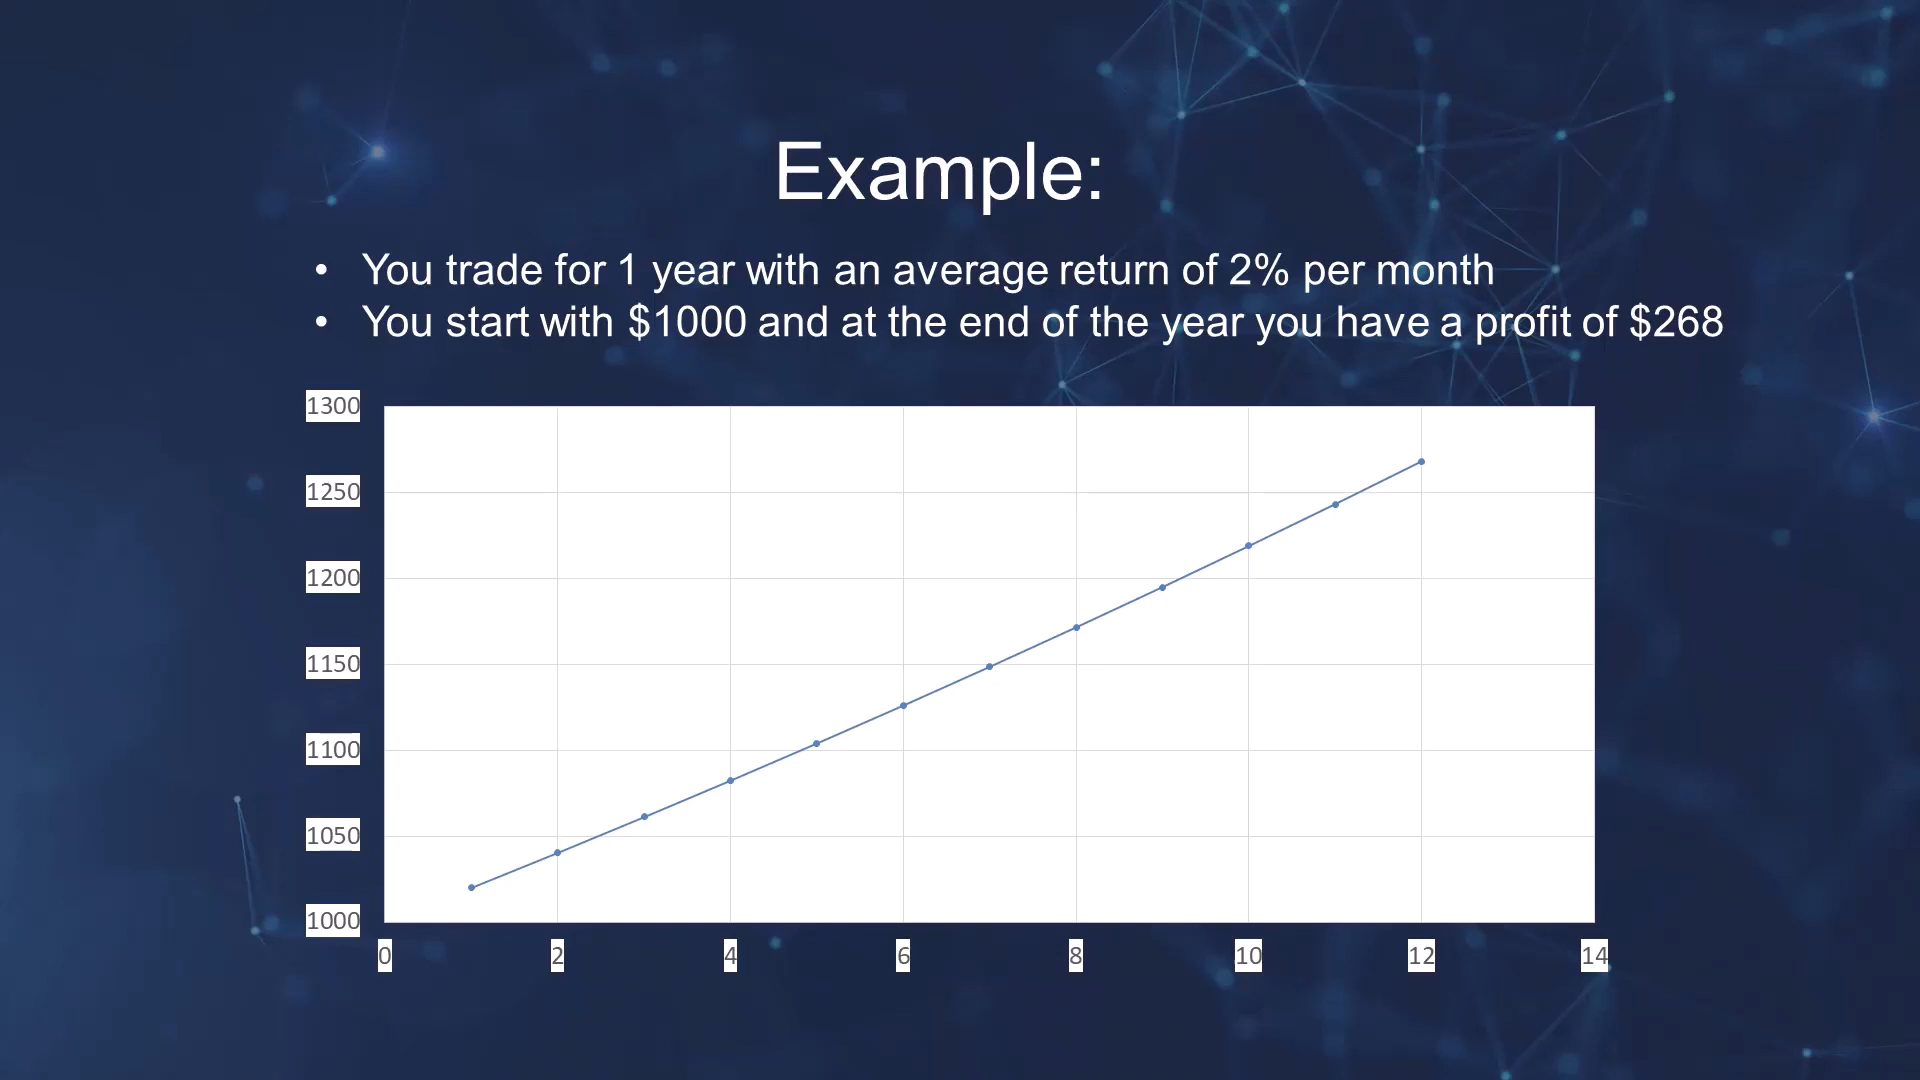 Example:
• You trade for 1 year with an average return of 2% per month
• You start with $1000 and at the end of the year you have a profit of $268
1300
1250
1200
1150
1100
1050
1000
0 2 4 6 8 10 12 14